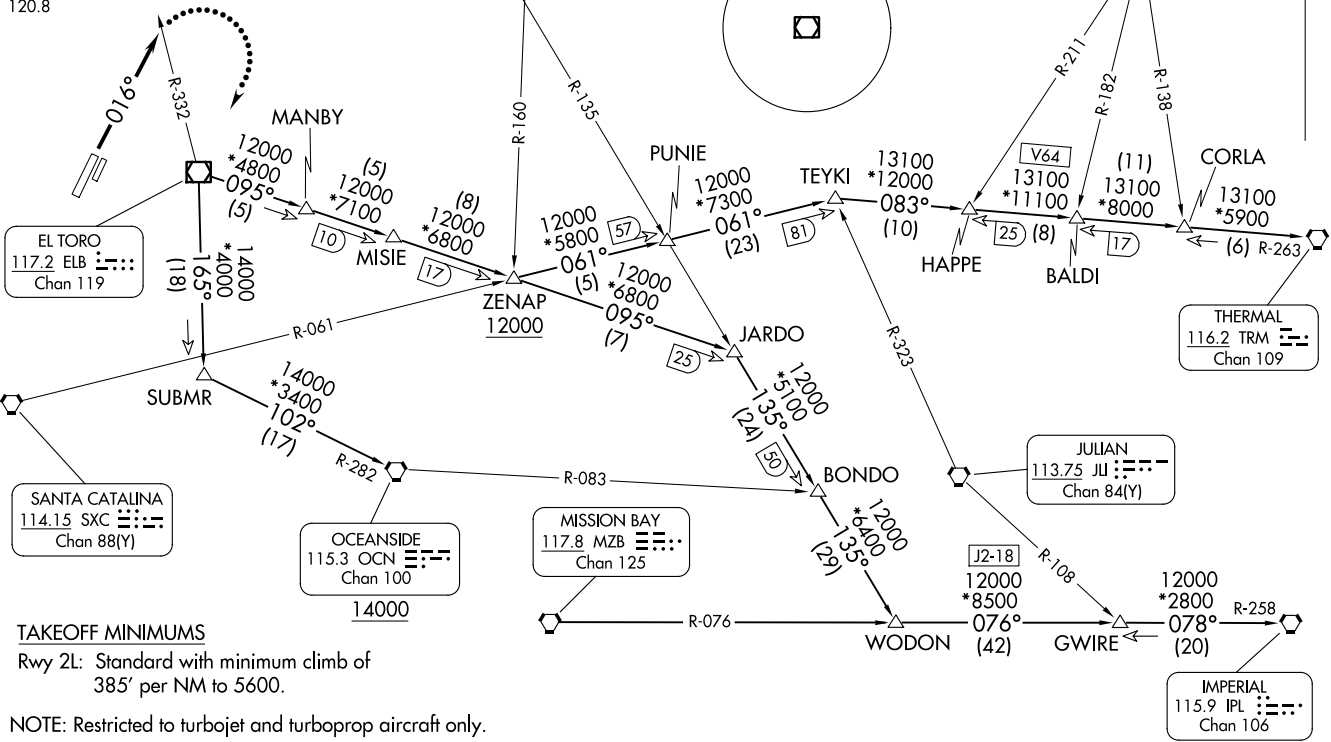 120.8
016°
R-332
MANBY
12000
*4800
095°
(5)
(5)
12000
*7100
10
MISIE
(8)
12000
*6800
17
R-160
R-135
ZENAP
12000
12000
*5800
061°
(5)
57
PUNIE
12000
*7300
061°
(23)
81
TEYKI
13100
*12000
083°
(10)
R-211
R-182
R-138
HAPPE
V64
13100
*11100
25
(8)
BALDI
(11)
13100
*8000
17
CORLA
13100
*5900
(6)
R-263
EL TORO
117.2 ELB
Chan 119
14000
*4000
165°
(18)
R-061
12000
*6800
095°
(7)
25
JARDO
R-323
THERMAL
116.2 TRM
Chan 109
SUBMR
14000
*3400
102°
(17)
R-282
12000
*5100
135°
(24)
50
BONDO
R-083
JULIAN
113.75 JLI
Chan 84(Y)
SANTA CATALINA
114.15 SXC
Chan 88(Y)
OCEANSIDE
115.3 OCN
Chan 100
14000
MISSION BAY
117.8 MZB
Chan 125
12000
*6400
135°
(29)
R-108
J2-18
12000
*8500
076°
(42)
R-076
WODON
GWIRE
12000
*2800
078°
(20)
R-258
IMPERIAL
115.9 IPL
Chan 106
TAKEOFF MINIMUMS
Rwy 2L: Standard with minimum climb of
385' per NM to 5600.
NOTE: Restricted to turbojet and turboprop aircraft only.